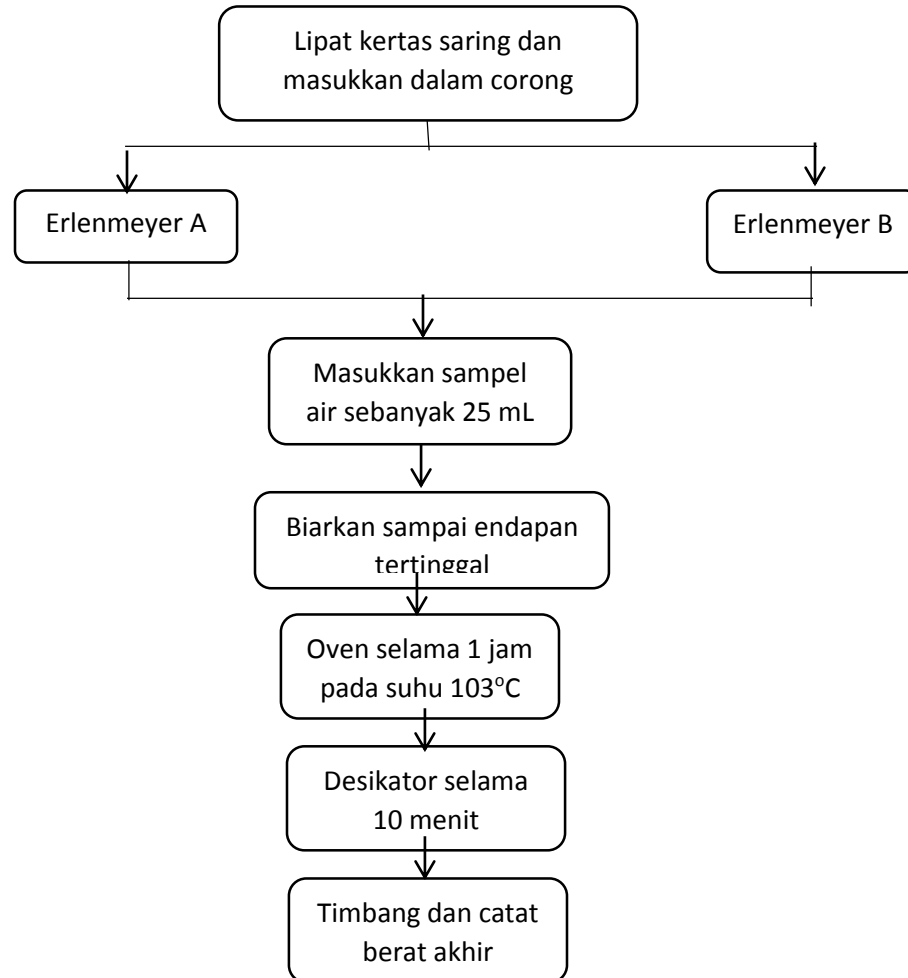 Lipat kertas saring dan
masukkan dalam corong
Erlenmeyer A
Erlenmeyer B
Masukkan sampel
air sebanyak 25 mL
Biarkan sampai endapan
tertinggal
Oven selama 1 jam
pada suhu 103°C
Desikator selama
10 menit
Timbang dan catat
berat akhir